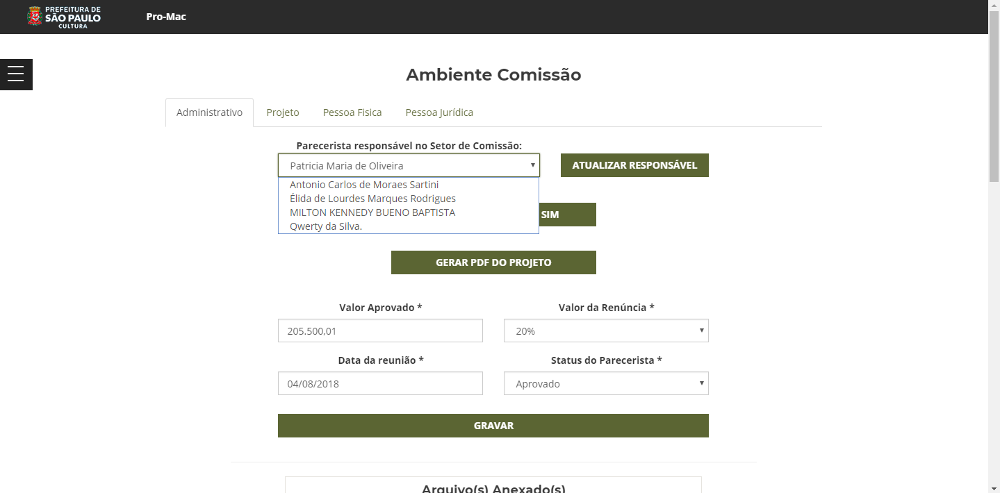 PREFEITURA DE
SÃO PAULO
CULTURA
Pro-Mac
Ambiente Comissão
Administrativo
Projeto
Pessoa Fisica
Pessoa Jurídica
Parecerista responsável no Setor de Comissão:
Patricia Maria de Oliveira
ATUALIZAR RESPONSÁVEL
Antonio Carlos de Moraes Sartini
Élida de Lourdes Marques Rodrigues
MILTON KENNEDY BUENO BAPTISTA
Qwerty da Silva.
SIM
GERAR PDF DO PROJETO
Valor Aprovado *
Valor da Renúncia *
205.500,01
20%
Data da reunião *
Status do Parecerista *
04/08/2018
Aprovado
GRAVAR
Arquivo(s) Anexado(s)